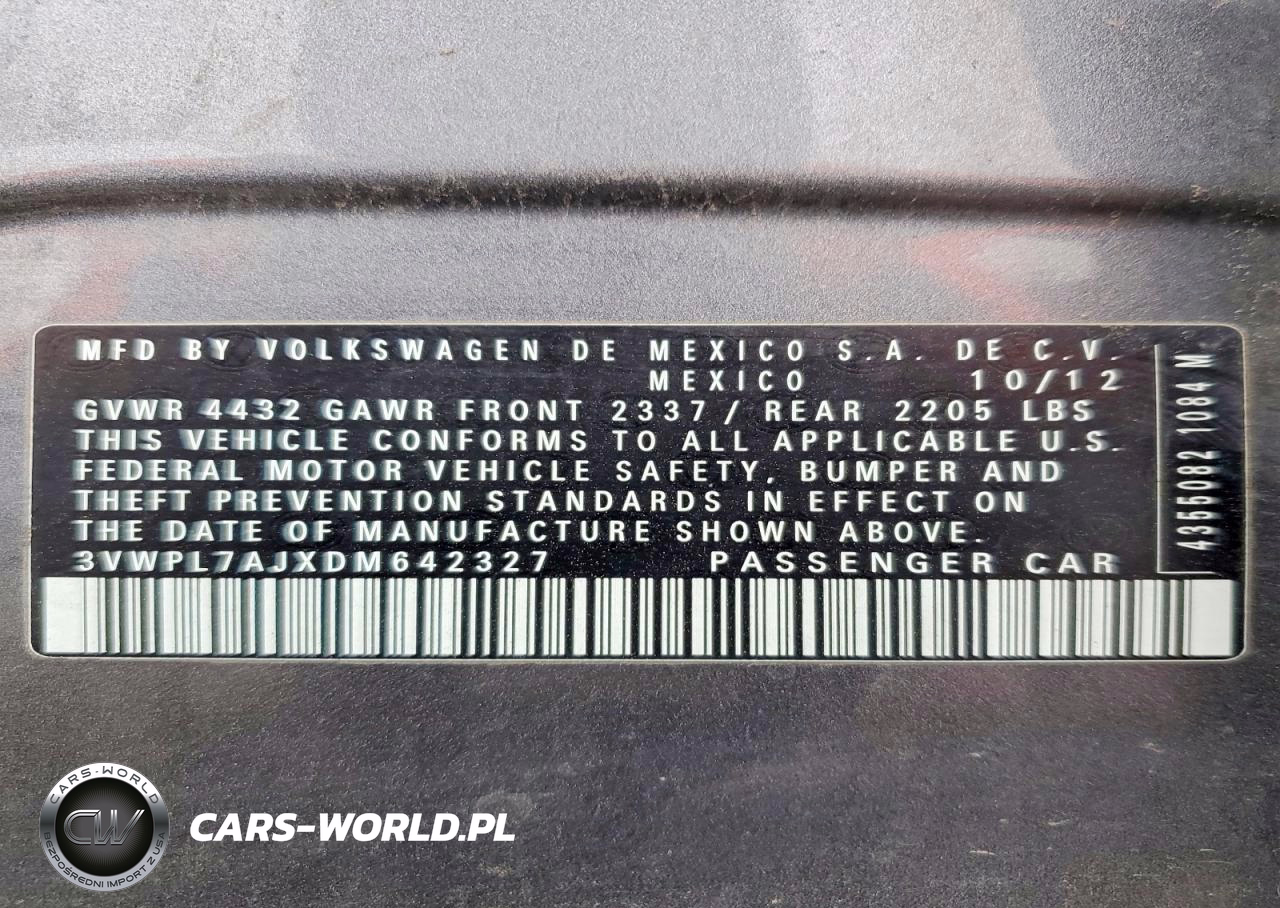 MFD BY VOLKSWAGEN DE MEXICO S.A. DE C.V.
MEXICO 10/12
GVWR 4432 GAWR FRONT 2337/ REAR 2205 LBS
THIS VEHICLE CONFORMS TO ALL APPLICABLE U.S.
FEDERAL MOTOR VEHICLE SAFETY, BUMPER AND
THEFT PREVENTION STANDARDS IN EFFECT ON
THE DATE OF MANUFACTURE SHOWN ABOVE.
3VWPL7AJXDM642327 PASSENGER CAR
4355082 1084 M
CARS-WORLD
CW
BEZPOŚREDNI IMPORT Z USA
CARS-WORLD.PL